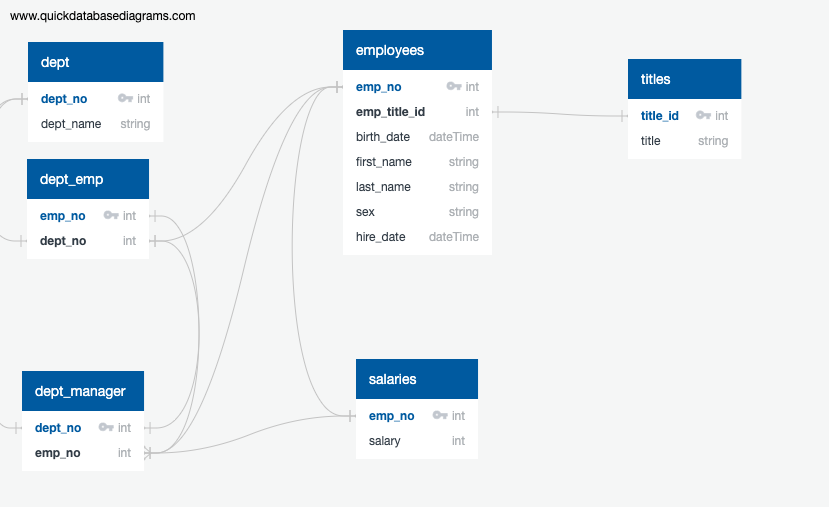 www.quickdatabasediagrams.com
dept
dept_no int
dept_name string
dept_emp
emp_no int
dept_no int
dept_manager
dept_no int
emp_no int
employees
emp_no int
emp_title_id int
birth_date dateTime
first_name string
last_name string
sex string
hire_date dateTime
salaries
emp_no int
salary int
titles
title_id int
title string